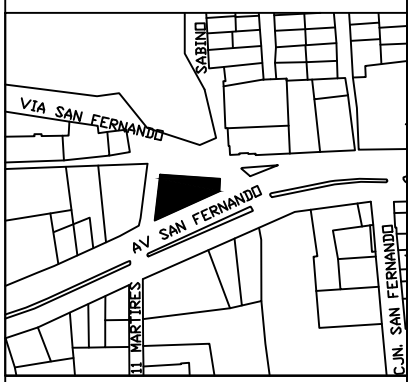 SABINO
VIA SAN FERNANDO
AV SAN FERNANDO
11 MARTIRES
CJN. SAN FERNANDO